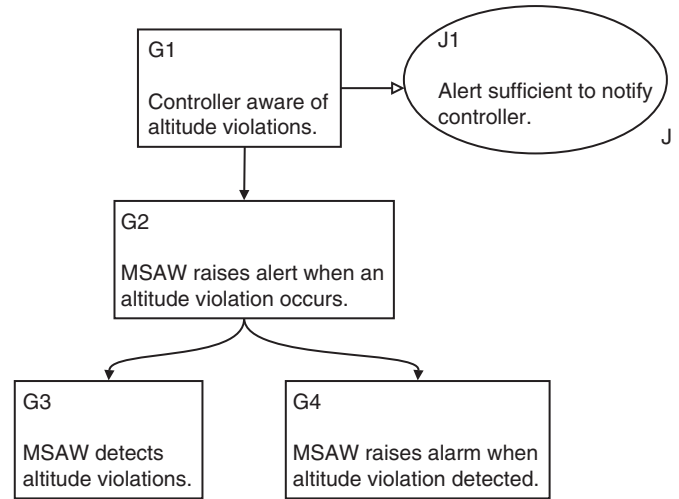 G1
Controller aware of
altitude violations.
J1
Alert sufficient to notify
controller.
J
G2
MSAW raises alert when an
altitude violation occurs.
G3
MSAW detects
altitude violations.
G4
MSAW raises alarm when
altitude violation detected.